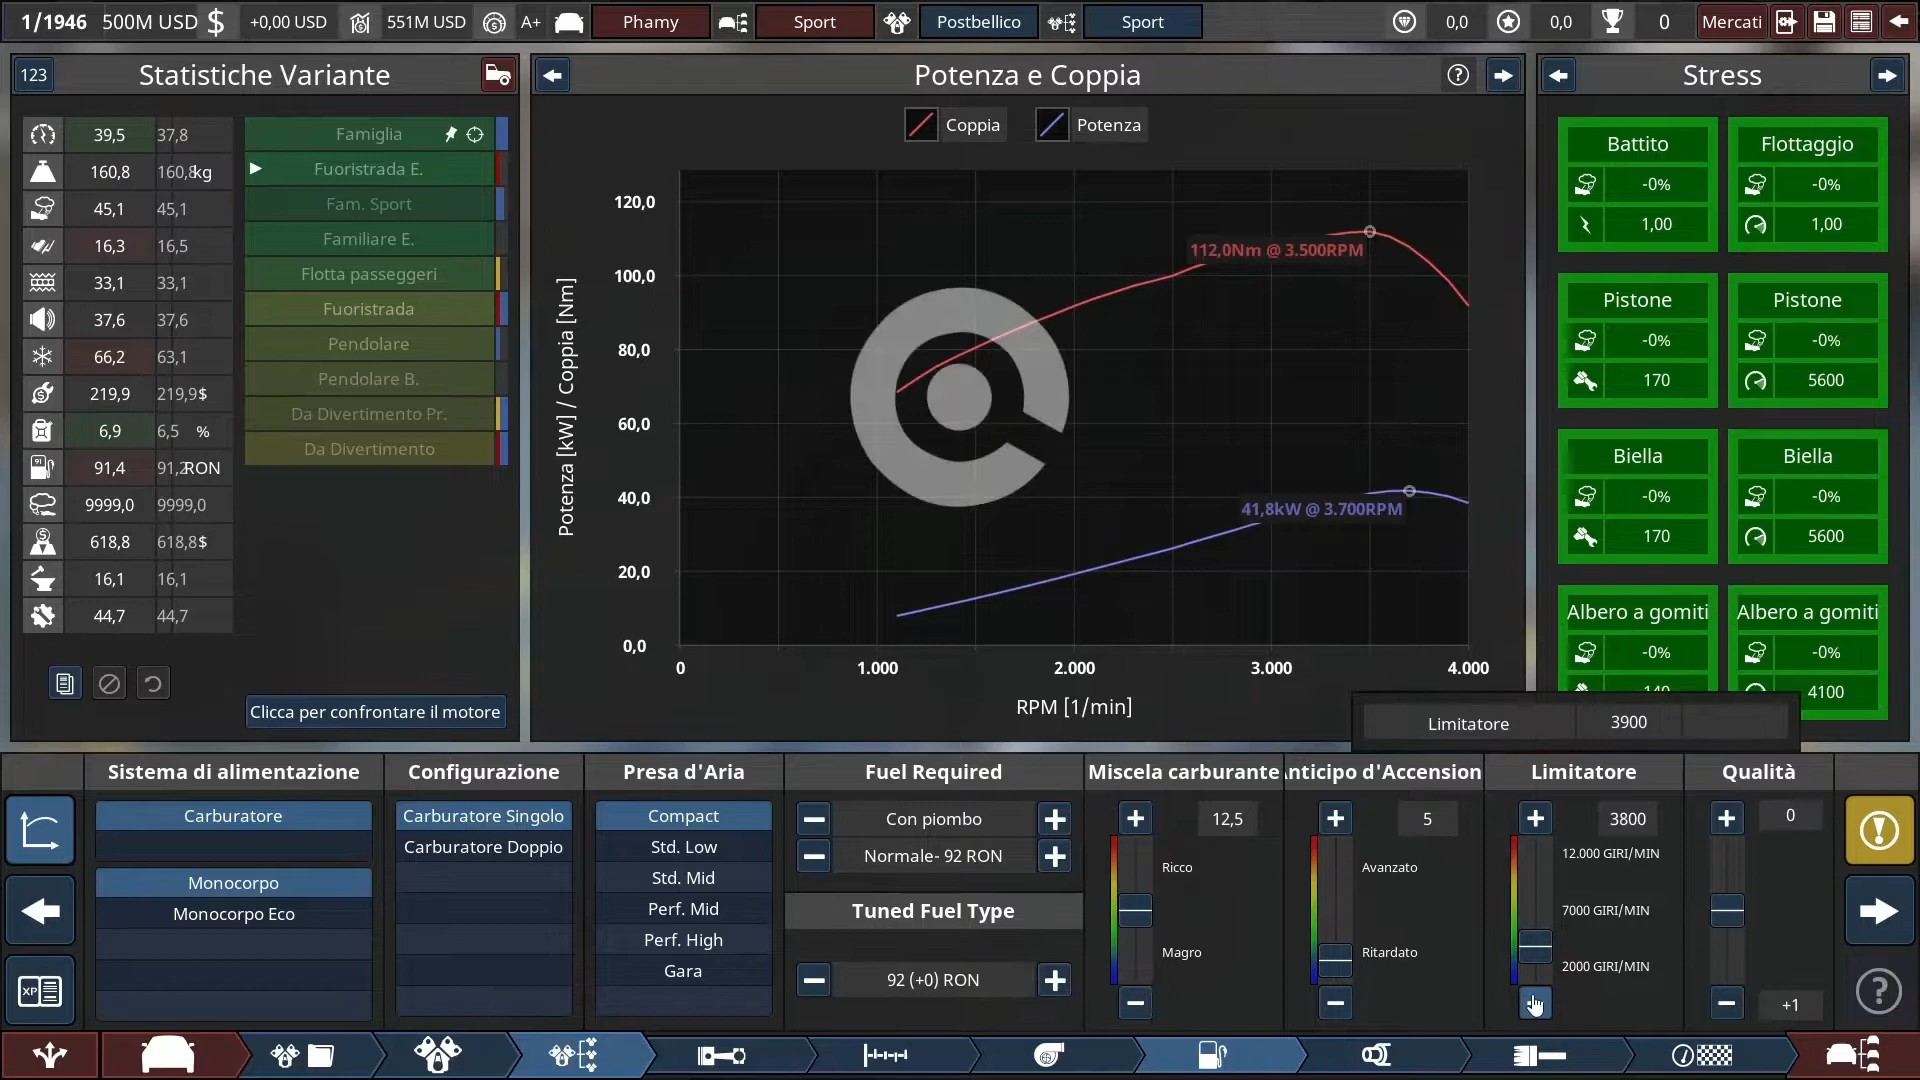 1/1946 500M USD $ +0,00 USD 551M USD A+ Phamy Sport Postbellico Sport 0,0 0,0 0 Mercati
123 Statistiche Variante
39,5 37,8
160,8 160,8kg
45,1 45,1
16,3 16,5
33,1 33,1
37,6 37,6
66,2 63,1
219,9 219,9$
6,9 6,5 %
91,4 91,2RON
9999,0 9999,0
618,8 618,8$
16,1 16,1
44,7 44,7
Famiglia
Fuoristrada E.
Fam. Sport
Familiare E.
Flotta passeggeri
Fuoristrada
Pendolare
Pendolare B.
Da Divertimento Pr.
Da Divertimento
Clicca per confrontare il motore
Potenza e Coppia
?
Coppia Potenza
Potenza [kW] / Coppia [Nm]
120,0
100,0
80,0
60,0
40,0
20,0
0,0
112,0Nm @ 3.500RPM
41,8kW @ 3.700RPM
0 1.000 2.000 3.000 4.000
RPM [1/min]
Stress
Battito Flottaggio
-0% -0%
1,00 1,00
Pistone Pistone
-0% -0%
170 5600
Biella Biella
-0% -0%
170 5600
Albero a gomiti Albero a gomiti
-0% -0%
140 4100
Limitatore 3900
Sistema di alimentazione
Carburatore
Monocorpo
Monocorpo Eco
Configurazione
Carburatore Singolo
Carburatore Doppio
Presa d'Aria
Compact
Std. Low
Std. Mid
Perf. Mid
Perf. High
Gara
Fuel Required
Con piombo
Normale- 92 RON
Tuned Fuel Type
92 (+0) RON
Miscela carburante
12,5
Ricco
Magro
nticipo d'Accension
5
Avanzato
Ritardato
Limitatore
3800
12.000 GIRI/MIN
7000 GIRI/MIN
2000 GIRI/MIN
Qualità
0
+1
XP
?